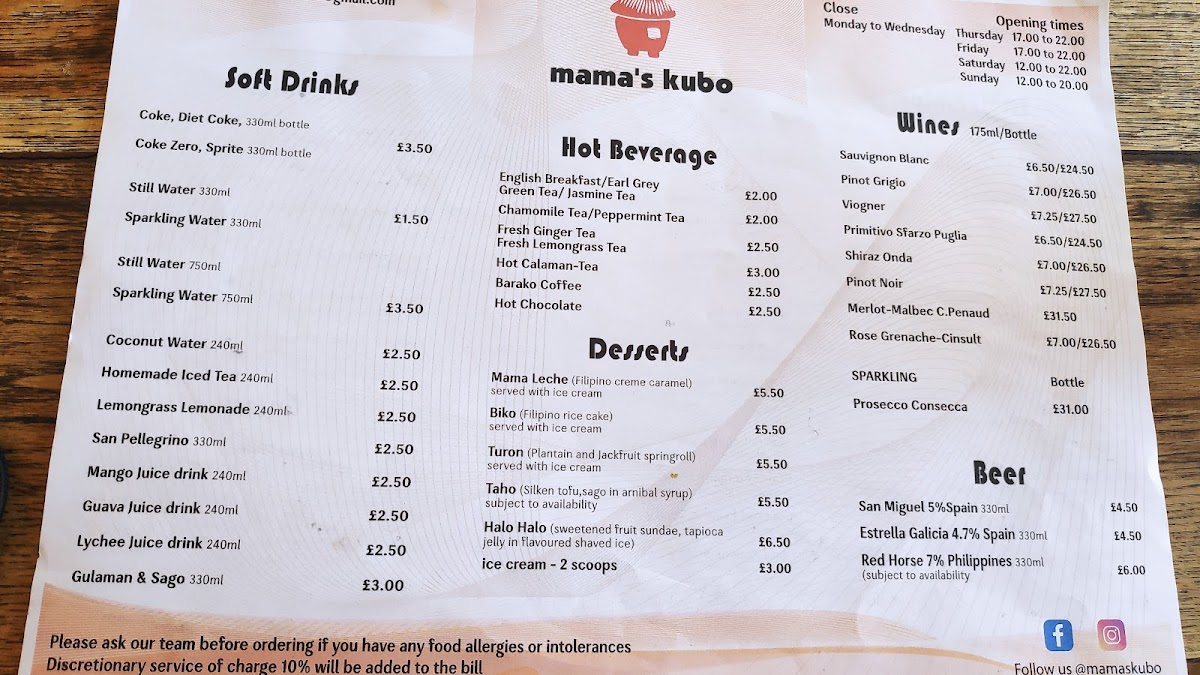 @gmail.com
Soft Drinks
Coke, Diet Coke, 330ml bottle
Coke Zero, Sprite 330ml bottle £3.50
Still Water 330ml
Sparkling Water 330ml £1.50
Still Water 750ml
Sparkling Water 750ml £3.50
Coconut Water 240ml £2.50
Homemade Iced Tea 240ml £2.50
Lemongrass Lemonade 240ml £2.50
San Pellegrino 330ml £2.50
Mango Juice drink 240ml £2.50
Guava Juice drink 240ml £2.50
Lychee Juice drink 240ml £2.50
Gulaman & Sago 330ml £3.00
mama's kubo
Hot Beverage
English Breakfast/Earl Grey
Green Tea/ Jasmine Tea £2.00
Chamomile Tea/Peppermint Tea £2.00
Fresh Ginger Tea
Fresh Lemongrass Tea £2.50
Hot Calaman-Tea £3.00
Barako Coffee £2.50
Hot Chocolate £2.50
Desserts
Mama Leche (Filipino creme caramel)
served with ice cream £5.50
Biko (Filipino rice cake)
served with ice cream £5.50
Turon (Plantain and Jackfruit springroll)
served with ice cream £5.50
Taho (Silken tofu,sago in arnibal syrup)
subject to availability £5.50
Halo Halo (sweetened fruit sundae, tapioca
jelly in flavoured shaved ice) £6.50
ice cream - 2 scoops £3.00
Close
Monday to Wednesday
Opening times
Thursday 17.00 to 22.00
Friday 17.00 to 22.00
Saturday 12.00 to 22.00
Sunday 12.00 to 20.00
Wines 175ml/Bottle
Sauvignon Blanc £6.50/£24.50
Pinot Grigio £7.00/£26.50
Viogner £7.25/£27.50
Primitivo Sfarzo Puglia £6.50/£24.50
Shiraz Onda £7.00/£26.50
Pinot Noir £7.25/£27.50
Merlot-Malbec C.Penaud £31.50
Rose Grenache-Cinsult £7.00/£26.50
SPARKLING Bottle
Prosecco Consecca £31.00
Beer
San Miguel 5%Spain 330ml £4.50
Estrella Galicia 4.7% Spain 330ml £4.50
Red Horse 7% Philippines 330ml
(subject to availability £6.00
Please ask our team before ordering if you have any food allergies or intolerances
Discretionary service of charge 10% will be added to the bill
Follow us @mamaskubo